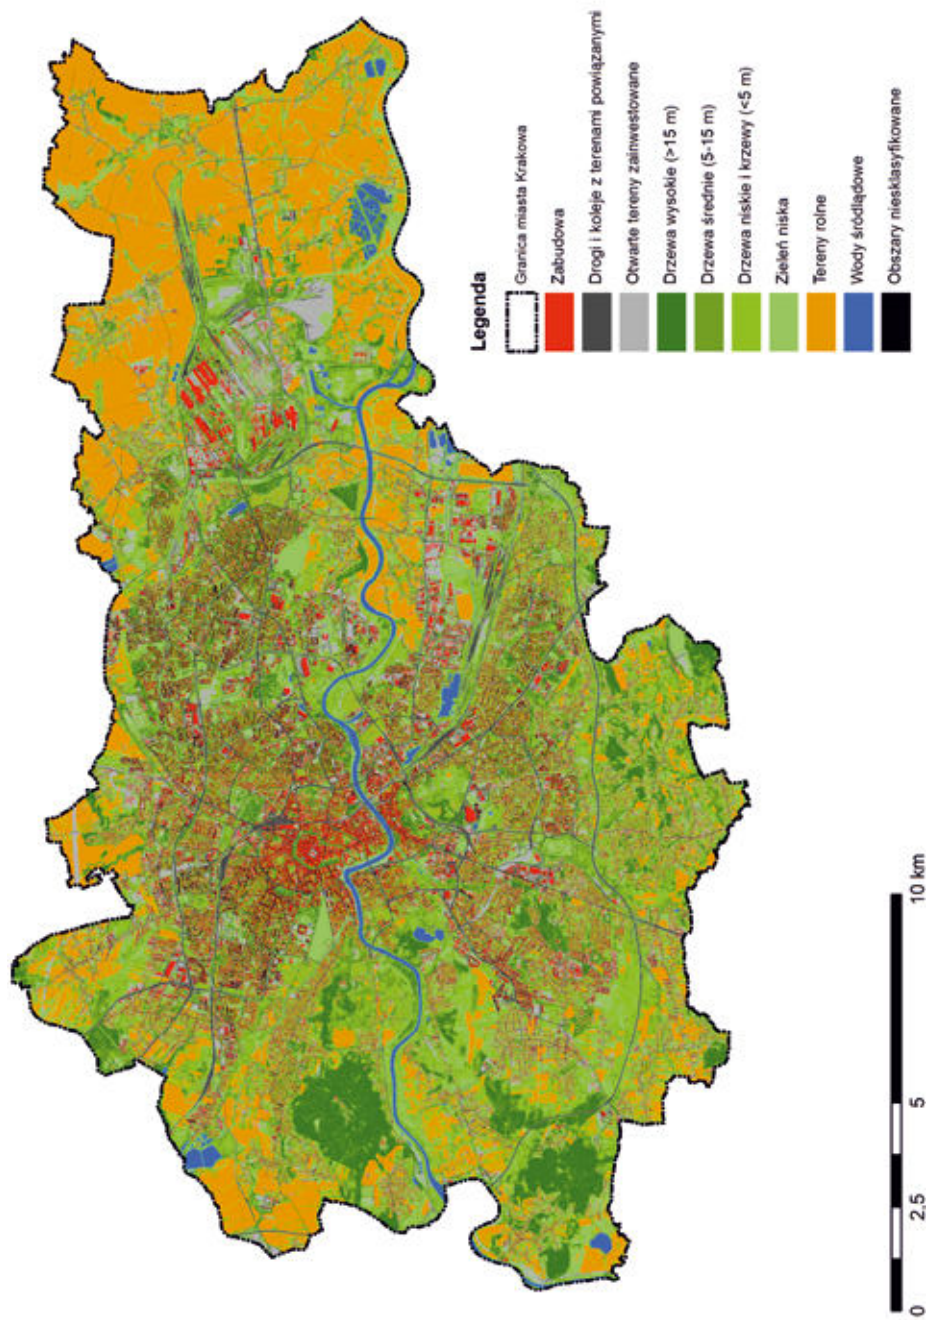 Legenda
Granica miasta Krakowa
Zabudowa
Drogi i koleje z terenami powiązanymi
Otwarte tereny zainwestowane
Drzewa wysokie (>15 m)
Drzewa średnie (5-15 m)
Drzewa niskie i krzewy (<5 m)
Zieleń niska
Tereny rolne
Wody śródlądowe
Obszary niesklasyfikowane
0 2.5 5 10 km